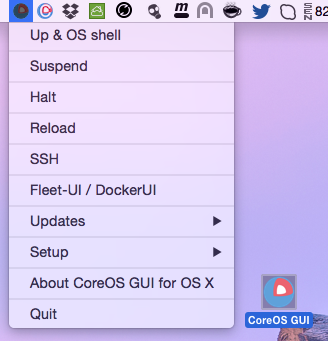 SEN
82
Up & OS shell
Suspend
Halt
Reload
SSH
Fleet-UI / DockerUI
Updates
Setup
About CoreOS GUI for OS X
Quit
CoreOS GUI